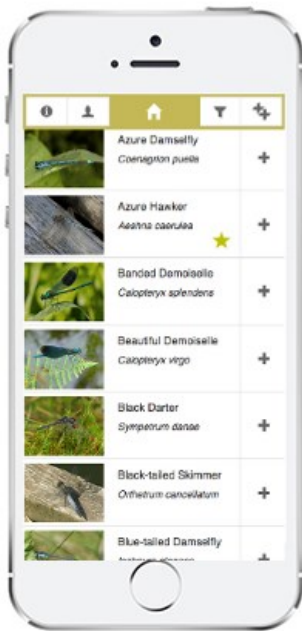 Azure Damselfly
Coenagrion puella
Azure Hawker
Aeshna caerulea
Banded Demoiselle
Calopteryx splendens
Beautiful Demoiselle
Calopteryx virgo
Black Darter
Sympetrum danae
Black-tailed Skimmer
Orthetrum cancellatum
Blue-tailed Damselfly